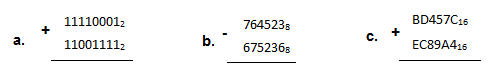 a. + 11110001₂
11001111₂
b. - 764523₈
675236₈
c. + BD457C₁₆
EC89A4₁₆